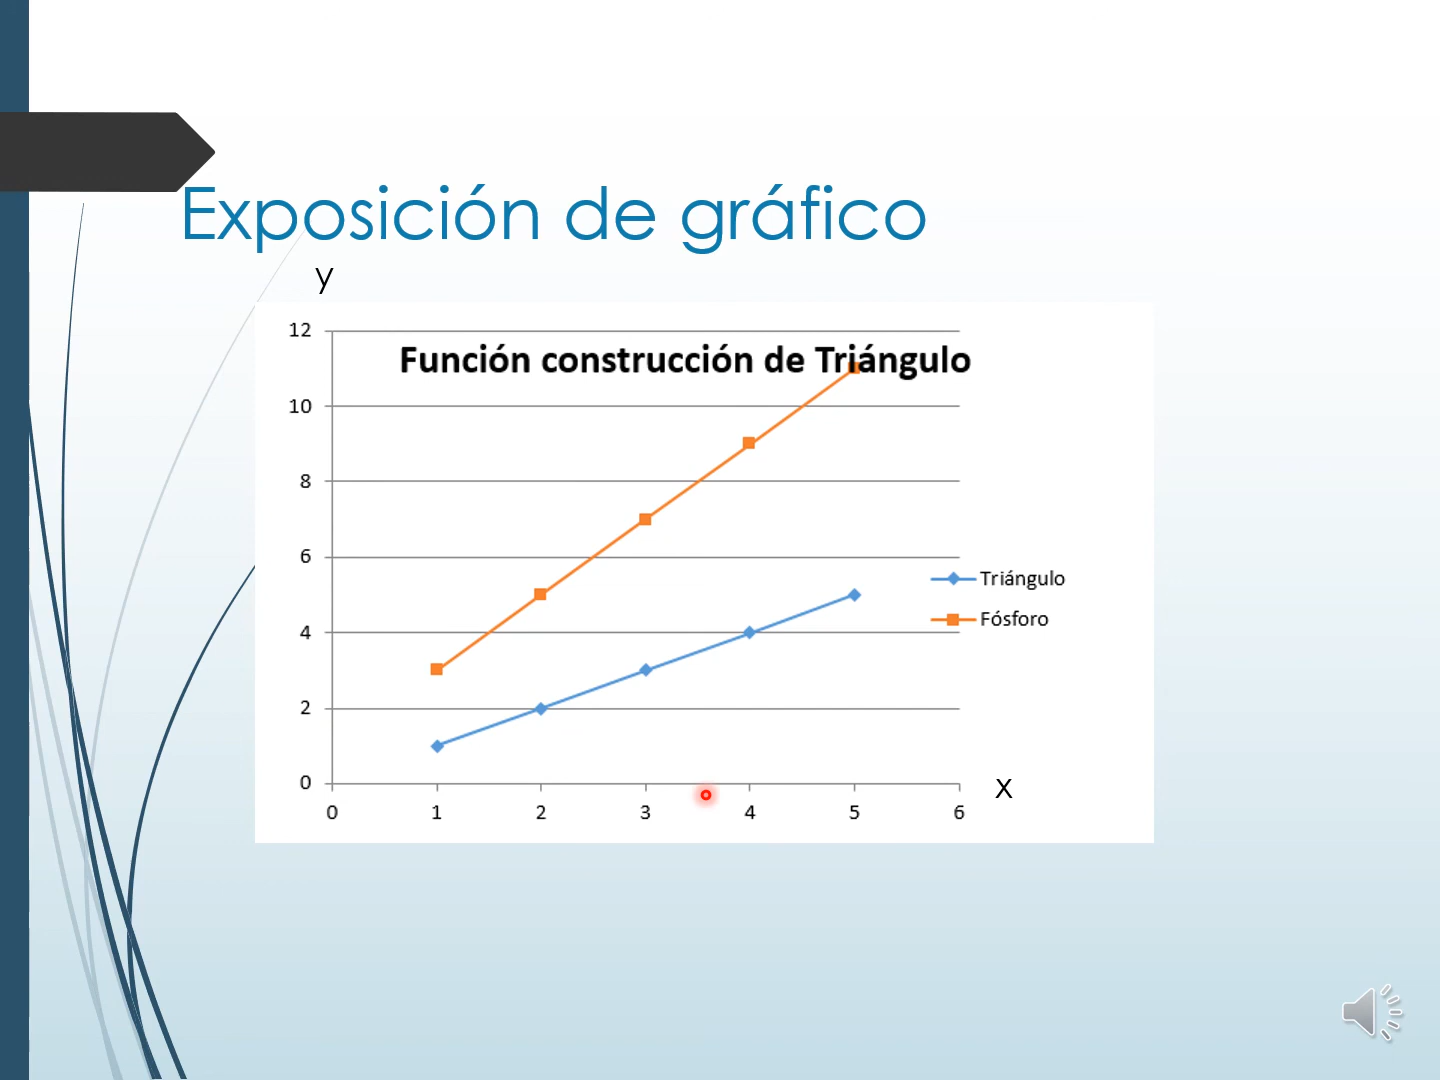 Exposición de gráfico
y
12
Función construcción de Triángulo
10
8
6
Triángulo
Fósforo
4
2
0
x
0 1 2 3 4 5 6